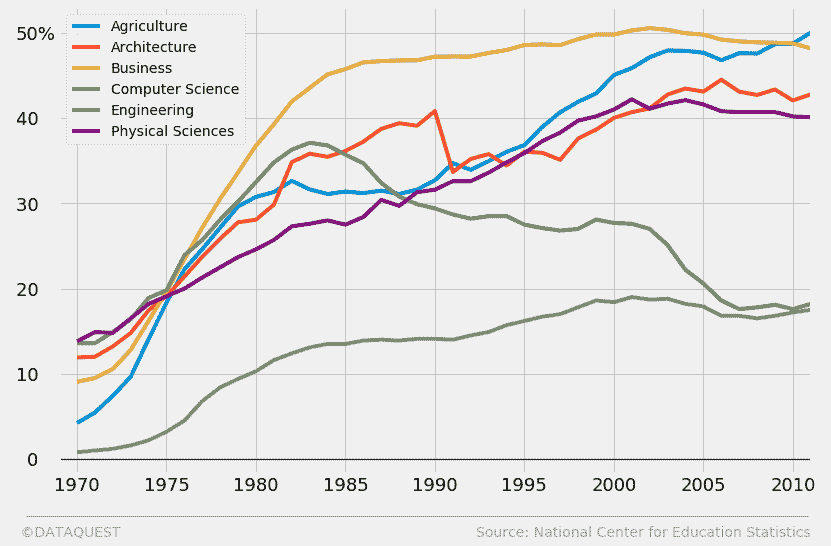 50%
40
30
20
10
0
Agriculture
Architecture
Business
Computer Science
Engineering
Physical Sciences
1970 1975 1980 1985 1990 1995 2000 2005 2010
©DATAQUEST Source: National Center for Education Statistics